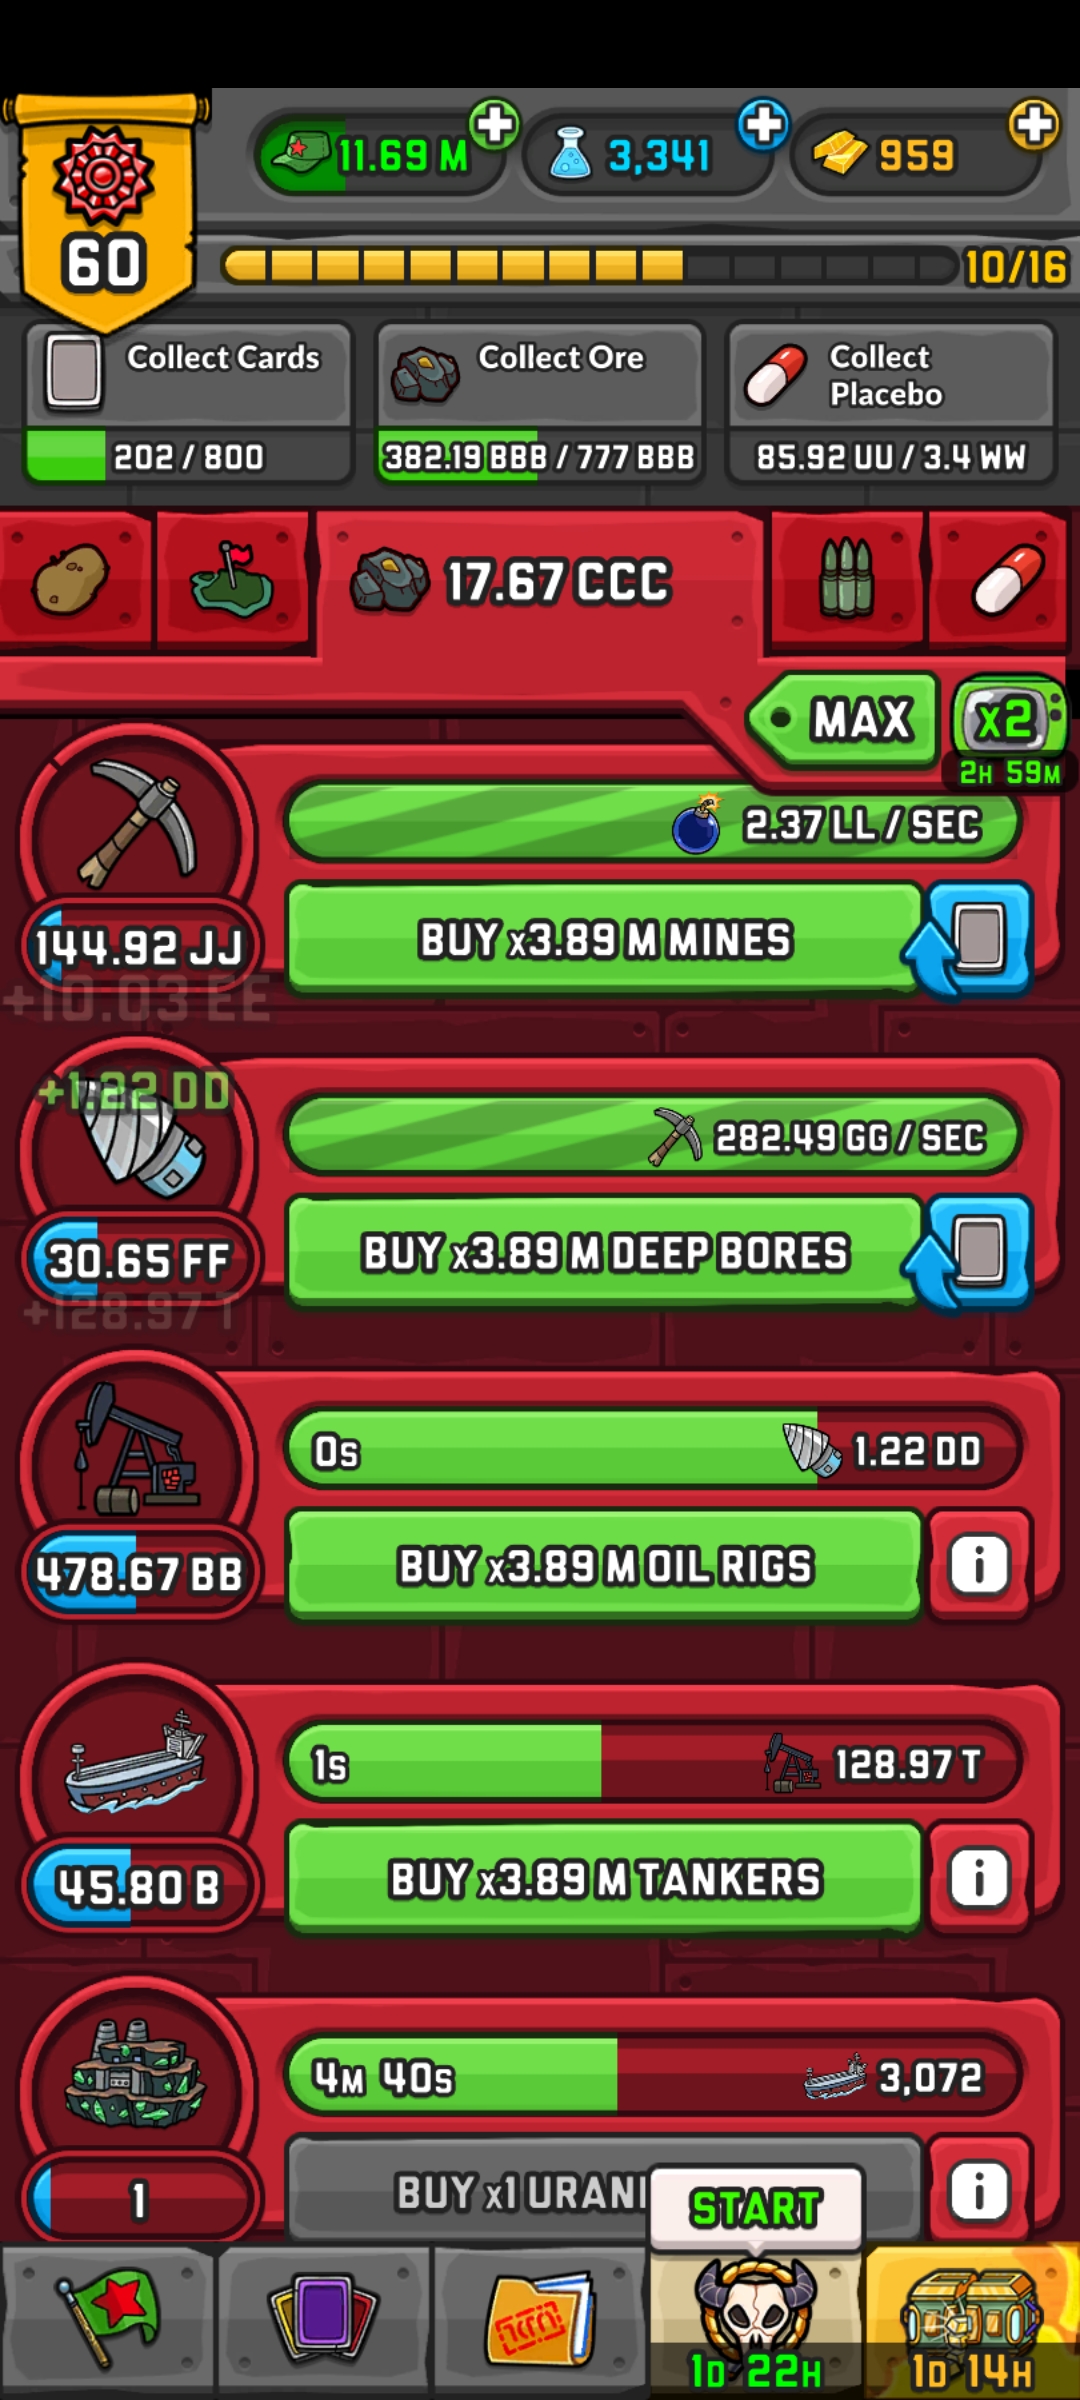 60
11.69 M
3,341
959
10/16
Collect Cards
202 / 800
Collect Ore
382.19 BBB / 777 BBB
Collect
Placebo
85.92 UU / 3.4 WW
17.67 CCC
MAX
x2
2H 59M
2.37 LL / SEC
BUY x3.89 M MINES
144.92 JJ
+10.03 EE
+1.22 DD
282.49 GG / SEC
BUY x3.89 M DEEP BORES
30.65 FF
+128.97 T
0s
1.22 DD
BUY x3.89 M OIL RIGS
i
478.67 BB
1s
128.97 T
BUY x3.89 M TANKERS
i
45.80 B
4M 40s
3,072
BUY x1 URANI
i
1
START
1D 22H
1D 14H